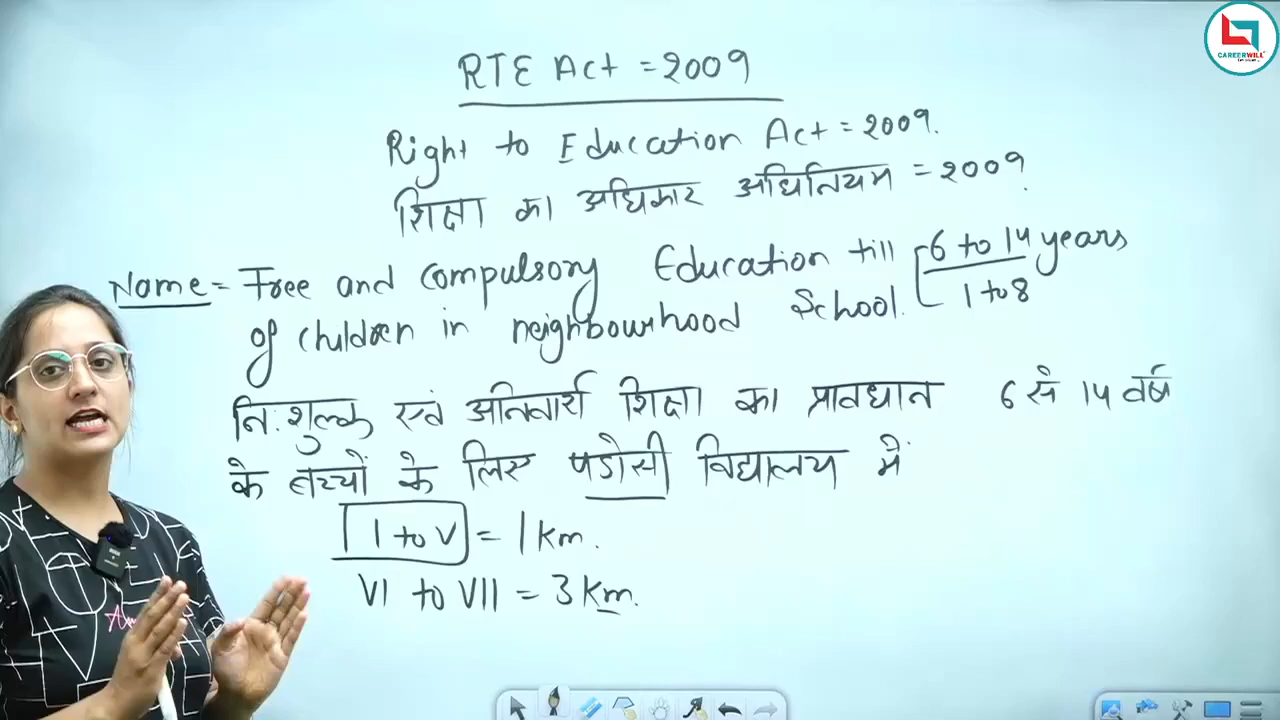 RTE Act = 2009
Right to Education Act = 2009.
शिक्षा का अधिकार अधिनियम = 2009
Name = Free and compulsory Education till 6 to 14 years
1 to 8
of children in neighbourhood School.
नि:शुल्क एवं अनिवार्य शिक्षा का प्रावधान 6 से 14 वर्ष
के बच्चों के लिए पडोसी विद्यालय में
I to V = 1 km.
VI to VII = 3 km.
CAREERWILL